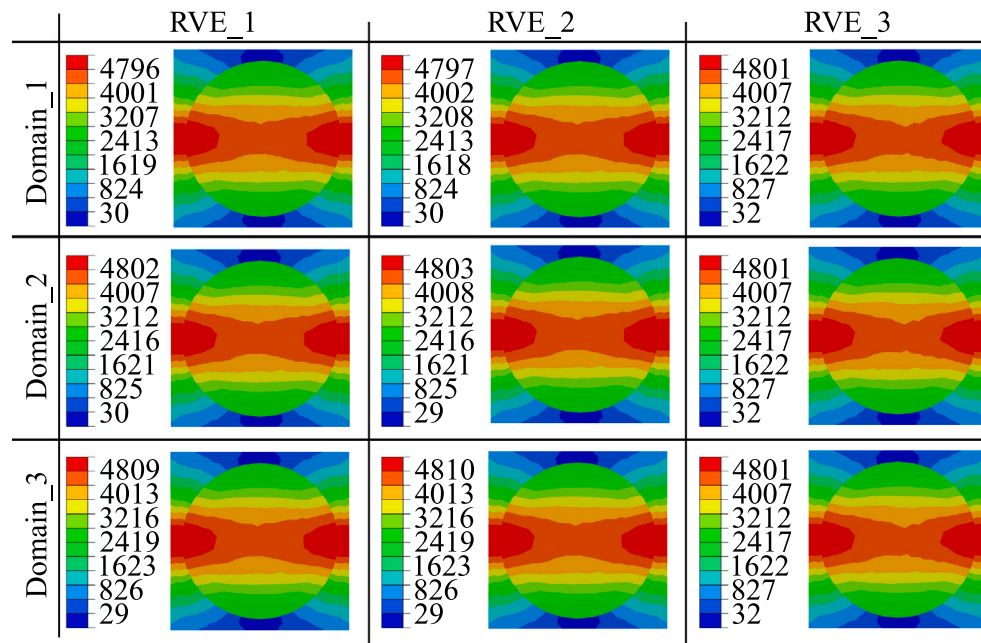 RVE_1 RVE_2 RVE_3
Domain_1
4796 4797 4801
4001 4002 4007
3207 3208 3212
2413 2413 2417
1619 1618 1622
824 824 827
30 30 32
Domain_2
4802 4803 4801
4007 4008 4007
3212 3212 3212
2416 2416 2417
1621 1621 1622
825 825 827
30 29 32
Domain_3
4809 4810 4801
4013 4013 4007
3216 3216 3212
2419 2419 2417
1623 1623 1622
826 826 827
29 29 32